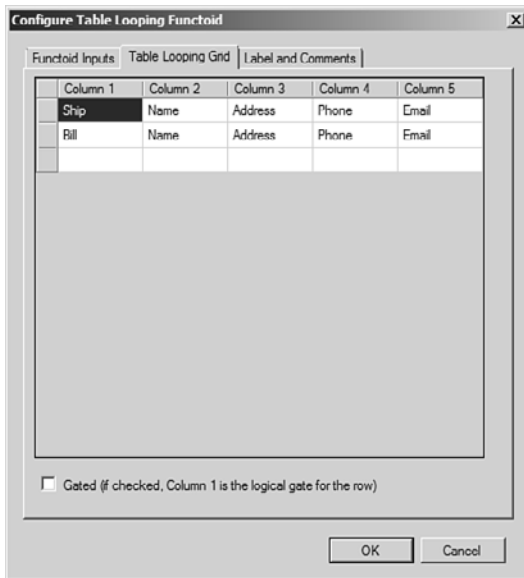 Configure Table Looping Functoid
Functoid Inputs Table Looping Grid Label and Comments
Column 1 Column 2 Column 3 Column 4 Column 5
Ship Name Address Phone Email
Bill Name Address Phone Email
Gated (if checked, Column 1 is the logical gate for the row)
OK Cancel